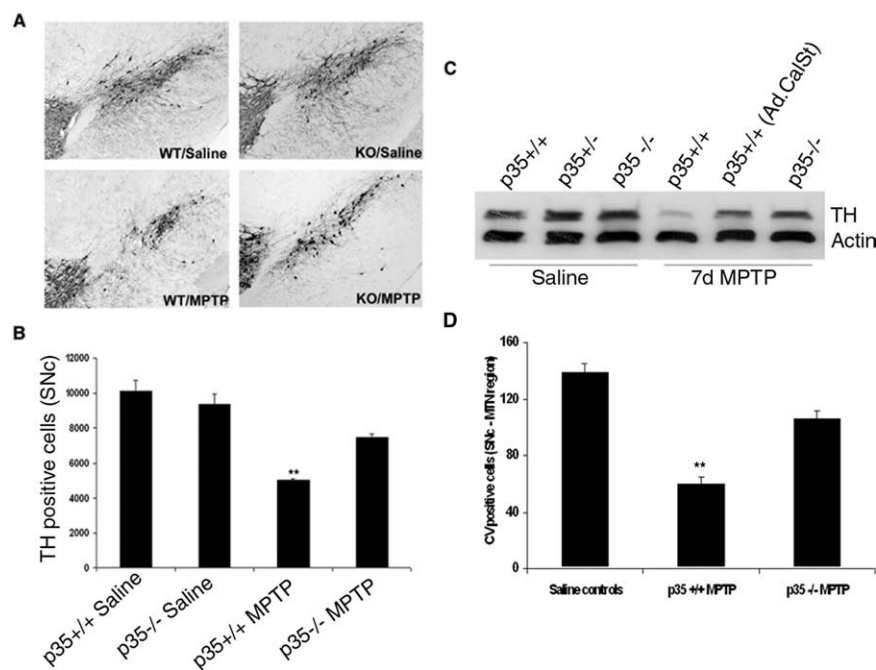 A
WT/Saline
KO/Saline
WT/MPTP
KO/MPTP
B
TH positive cells (SNc)
12000
10000
8000
6000
4000
2000
0
**
p35+/+ Saline
p35-/- Saline
p35+/+ MPTP
p35-/- MPTP
C
p35+/+
p35+/-
p35 -/-
p35+/+
p35+/+ (Ad.CalSt)
p35-/-
TH
Actin
Saline
7d MPTP
D
CV positive cells (SNc - MTN region)
160
120
80
40
0
**
Saline controls
p35 +/+ MPTP
p35 -/- MPTP